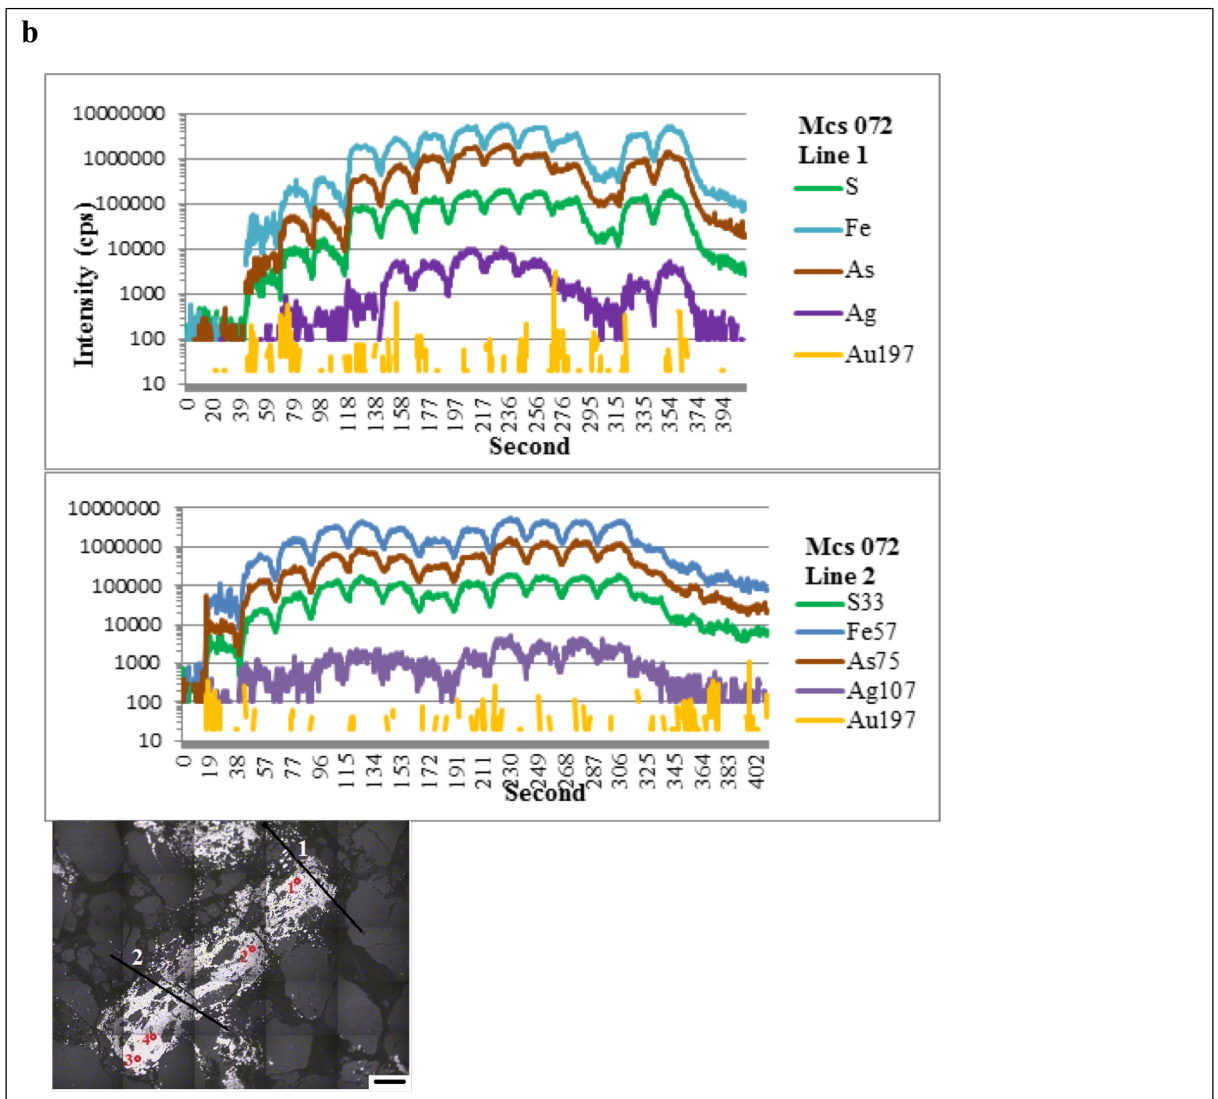 b
10000000
1000000
100000
10000
1000
100
10
Intensity (cps)
0 20 39 59 79 98 118 138 158 177 197 217 236 256 276 295 315 335 354 374 394
Second
Mcs 072
Line 1
S
Fe
As
Ag
Au197
10000000
1000000
100000
10000
1000
100
10
0 19 38 57 77 96 115 134 153 172 191 211 230 249 268 287 306 325 345 364 383 402
Second
Mcs 072
Line 2
S33
Fe57
As75
Ag107
Au197
1
1
2
2
4
3